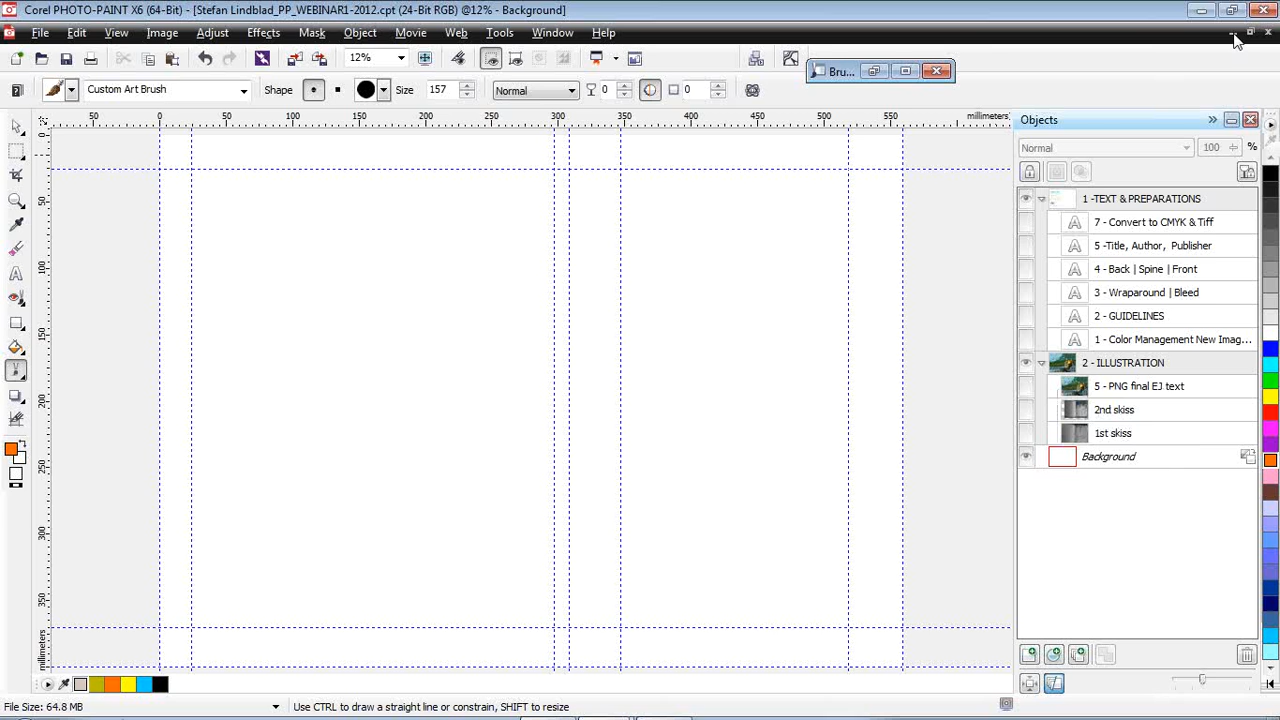 Corel PHOTO-PAINT X6 (64-Bit) - [Stefan Lindblad_PP_WEBINAR1-2012.cpt (24-Bit RGB) @12% - Background]
File Edit View Image Adjust Effects Mask Object Movie Web Tools Window Help
12%
Bru...
Custom Art Brush Shape Size 157 Normal 0 0
50 0 50 100 150 200 250 300 350 400 450 500 550 millimeters
0
50
100
150
200
250
300
350
millimeters
Objects
Normal 100 %
1 -TEXT & PREPARATIONS
7 - Convert to CMYK & Tiff
5 -Title, Author, Publisher
4 - Back | Spine | Front
3 - Wraparound | Bleed
2 - GUIDELINES
1 - Color Management New Imag...
2 - ILLUSTRATION
5 - PNG final EJ text
2nd skiss
1st skiss
Background
File Size: 64.8 MB Use CTRL to draw a straight line or constrain, SHIFT to resize